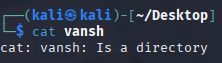 ┌──(kali㉿kali)-[~/Desktop]
└─$ cat vansh
cat: vansh: Is a directory